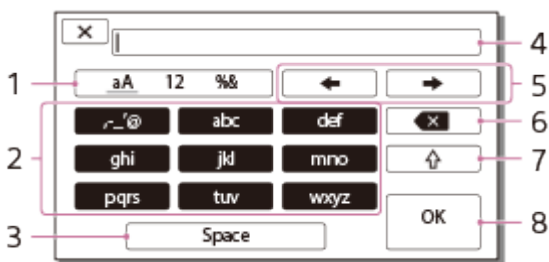 4
1 aA 12 %& 5
,-_'@ abc def 6
2 ghi jkl mno 7
pqrs tuv wxyz
OK 8
3 Space